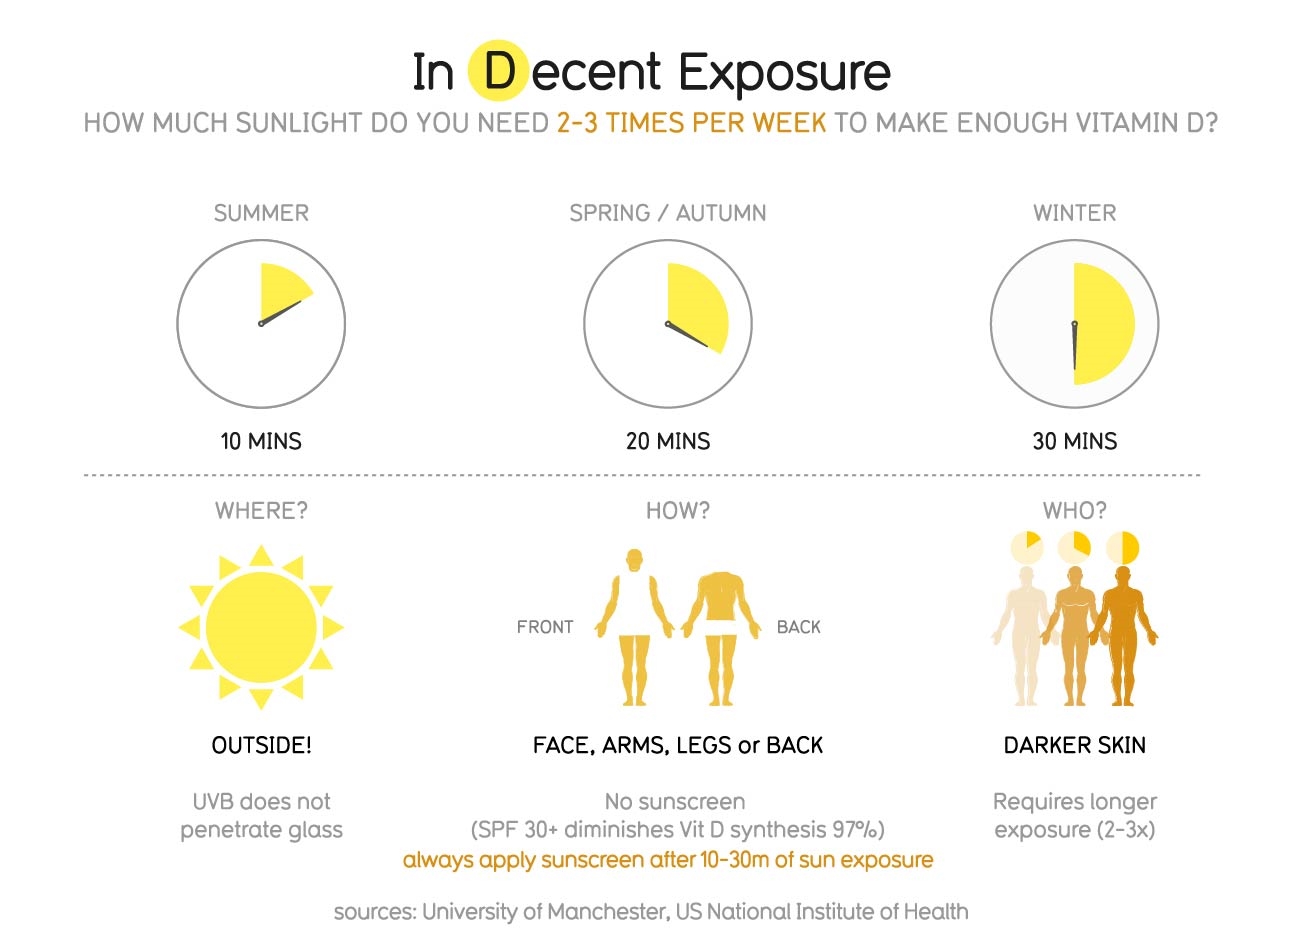 In Decent Exposure
HOW MUCH SUNLIGHT DO YOU NEED 2-3 TIMES PER WEEK TO MAKE ENOUGH VITAMIN D?
SUMMER
SPRING / AUTUMN
WINTER
10 MINS
20 MINS
30 MINS
WHERE?
HOW?
WHO?
FRONT
BACK
OUTSIDE!
FACE, ARMS, LEGS or BACK
DARKER SKIN
UVB does not
penetrate glass
No sunscreen
(SPF 30+ diminishes Vit D synthesis 97%)
always apply sunscreen after 10-30m of sun exposure
Requires longer
exposure (2-3x)
sources: University of Manchester, US National Institute of Health